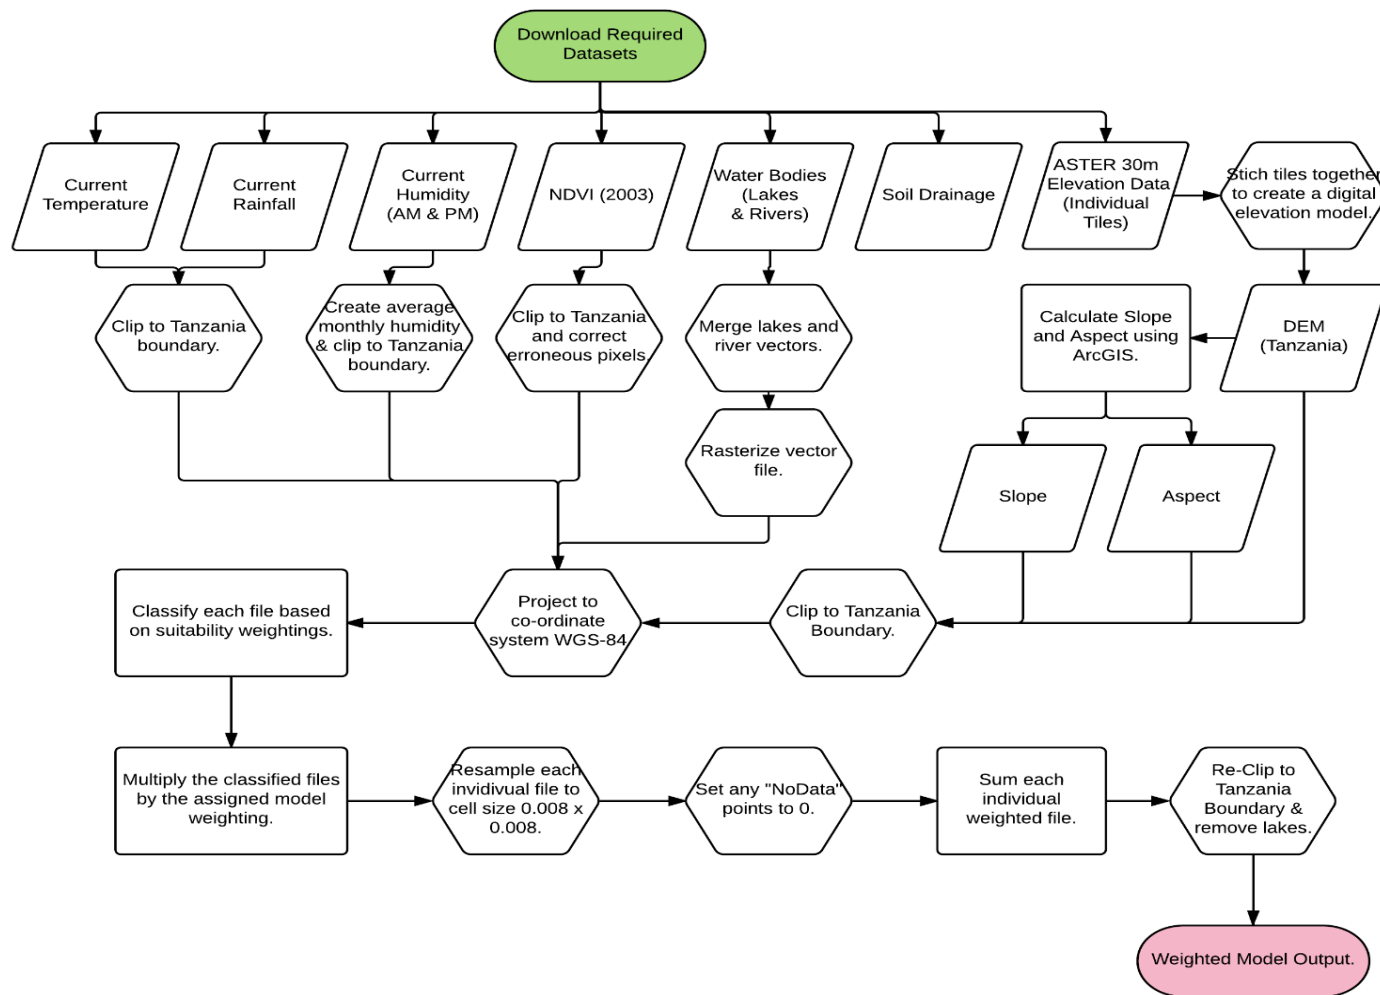 Download Required
Datasets
Current
Temperature
Current
Rainfall
Current
Humidity
(AM & PM)
NDVI (2003)
Water Bodies
(Lakes
& Rivers)
Soil Drainage
ASTER 30m
Elevation Data
(Individual
Tiles)
Stich tiles together
to create a digital
elevation model.
Clip to Tanzania
boundary.
Create average
monthly humidity
& clip to Tanzania
boundary.
Clip to Tanzania
and correct
erroneous pixels.
Merge lakes and
river vectors.
Calculate Slope
and Aspect using
ArcGIS.
DEM
(Tanzania)
Rasterize vector
file.
Slope
Aspect
Classify each file based
on suitability weightings.
Project to
co-ordinate
system WGS-84
Clip to Tanzania
Boundary.
Multiply the classified files
by the assigned model
weighting.
Resample each
invidivual file to
cell size 0.008 x
0.008.
Set any "NoData"
points to 0.
Sum each
individual
weighted file.
Re-Clip to
Tanzania
Boundary &
remove lakes.
Weighted Model Output.